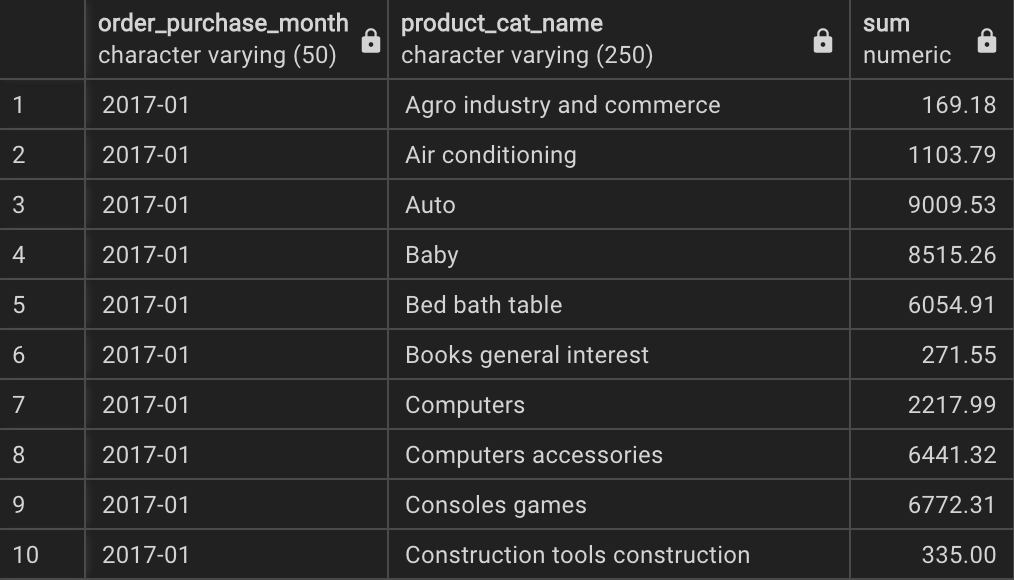 order_purchase_month product_cat_name sum
character varying (50) character varying (250) numeric
1 2017-01 Agro industry and commerce 169.18
2 2017-01 Air conditioning 1103.79
3 2017-01 Auto 9009.53
4 2017-01 Baby 8515.26
5 2017-01 Bed bath table 6054.91
6 2017-01 Books general interest 271.55
7 2017-01 Computers 2217.99
8 2017-01 Computers accessories 6441.32
9 2017-01 Consoles games 6772.31
10 2017-01 Construction tools construction 335.00